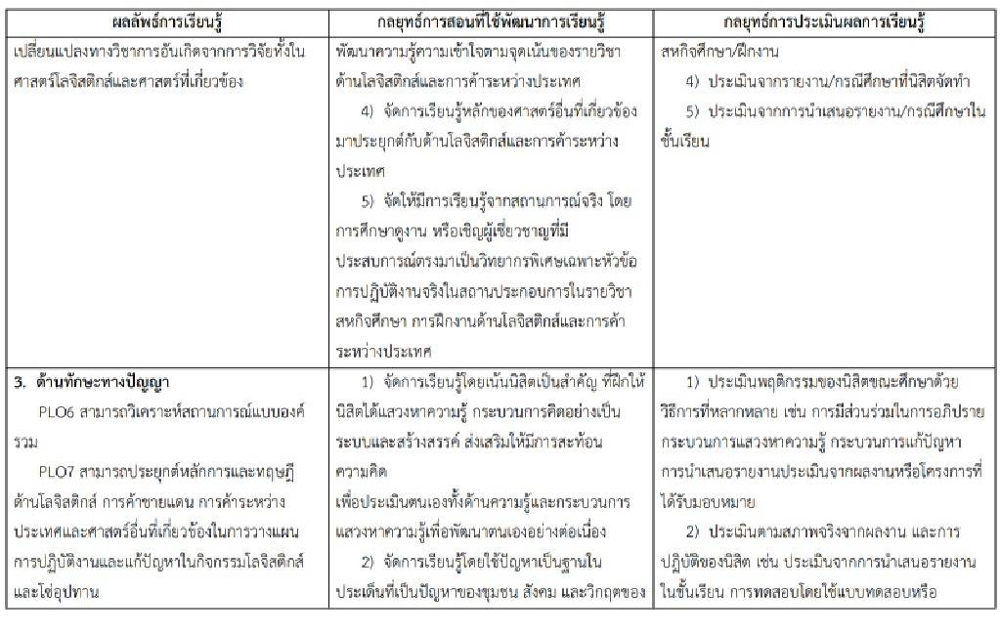 ผลลัพธ์การเรียนรู้
กลยุทธ์การสอนที่ใช้พัฒนาการเรียนรู้
กลยุทธ์การประเมินผลการเรียนรู้
เปลี่ยนแปลงทางวิชาการอันเกิดจากการวิจัยทั้งใน
ศาสตร์โลจิสติกส์และศาสตร์ที่เกี่ยวข้อง
พัฒนาความรู้ความเข้าใจตามจุดเน้นของรายวิชา
ด้านโลจิสติกส์และการค้าระหว่างประเทศ
4) จัดการเรียนรู้หลักของศาสตร์อื่นที่เกี่ยวข้อง
มาประยุกต์กับด้านโลจิสติกส์และการค้าระหว่าง
ประเทศ
5) จัดให้มีการเรียนรู้จากสถานการณ์จริง โดย
การศึกษาดูงาน หรือเชิญผู้เชี่ยวชาญที่มี
ประสบการณ์ตรงมาเป็นวิทยากรพิเศษเฉพาะหัวข้อ
การปฏิบัติงานจริงในสถานประกอบการในรายวิชา
สหกิจศึกษา การฝึกงานด้านโลจิสติกส์และการค้า
ระหว่างประเทศ
สหกิจศึกษา/ฝึกงาน
4) ประเมินจากรายงาน/กรณีศึกษาที่นิสิตจัดทำ
5) ประเมินจากการนำเสนอรายงาน/กรณีศึกษาใน
ชั้นเรียน
3. ด้านทักษะทางปัญญา
PLO6 สามารถวิเคราะห์สถานการณ์แบบองค์
รวม
PLO7 สามารถประยุกต์หลักการและทฤษฎี
ด้านโลจิสติกส์ การค้าชายแดน การค้าระหว่าง
ประเทศและศาสตร์อื่นที่เกี่ยวข้องในการวางแผน
การปฏิบัติงานและแก้ปัญหาในกิจกรรมโลจิสติกส์
และโซ่อุปทาน
1) จัดการเรียนรู้โดยเน้นนิสิตเป็นสำคัญ ที่ฝึกให้
นิสิตได้แสวงหาความรู้ กระบวนการคิดอย่างเป็น
ระบบและสร้างสรรค์ ส่งเสริมให้มีการสะท้อน
ความคิด
เพื่อประเมินตนเองทั้งด้านความรู้และกระบวนการ
แสวงหาความรู้เพื่อพัฒนาตนเองอย่างต่อเนื่อง
2) จัดการเรียนรู้โดยใช้ปัญหาเป็นฐานใน
ประเด็นที่เป็นปัญหาของชุมชน สังคม และวิกฤตของ
1) ประเมินพฤติกรรมของนิสิตขณะศึกษาด้วย
วิธีการที่หลากหลาย เช่น การมีส่วนร่วมในการอภิปราย
กระบวนการแสวงหาความรู้ กระบวนการแก้ปัญหา
การนำเสนอรายงานประเมินจากผลงานหรือโครงการที่
ได้รับมอบหมาย
2) ประเมินตามสภาพจริงจากผลงาน และการ
ปฏิบัติของนิสิต เช่น ประเมินจากการนำเสนอรายงาน
ในชั้นเรียน การทดสอบโดยใช้แบบทดสอบหรือ